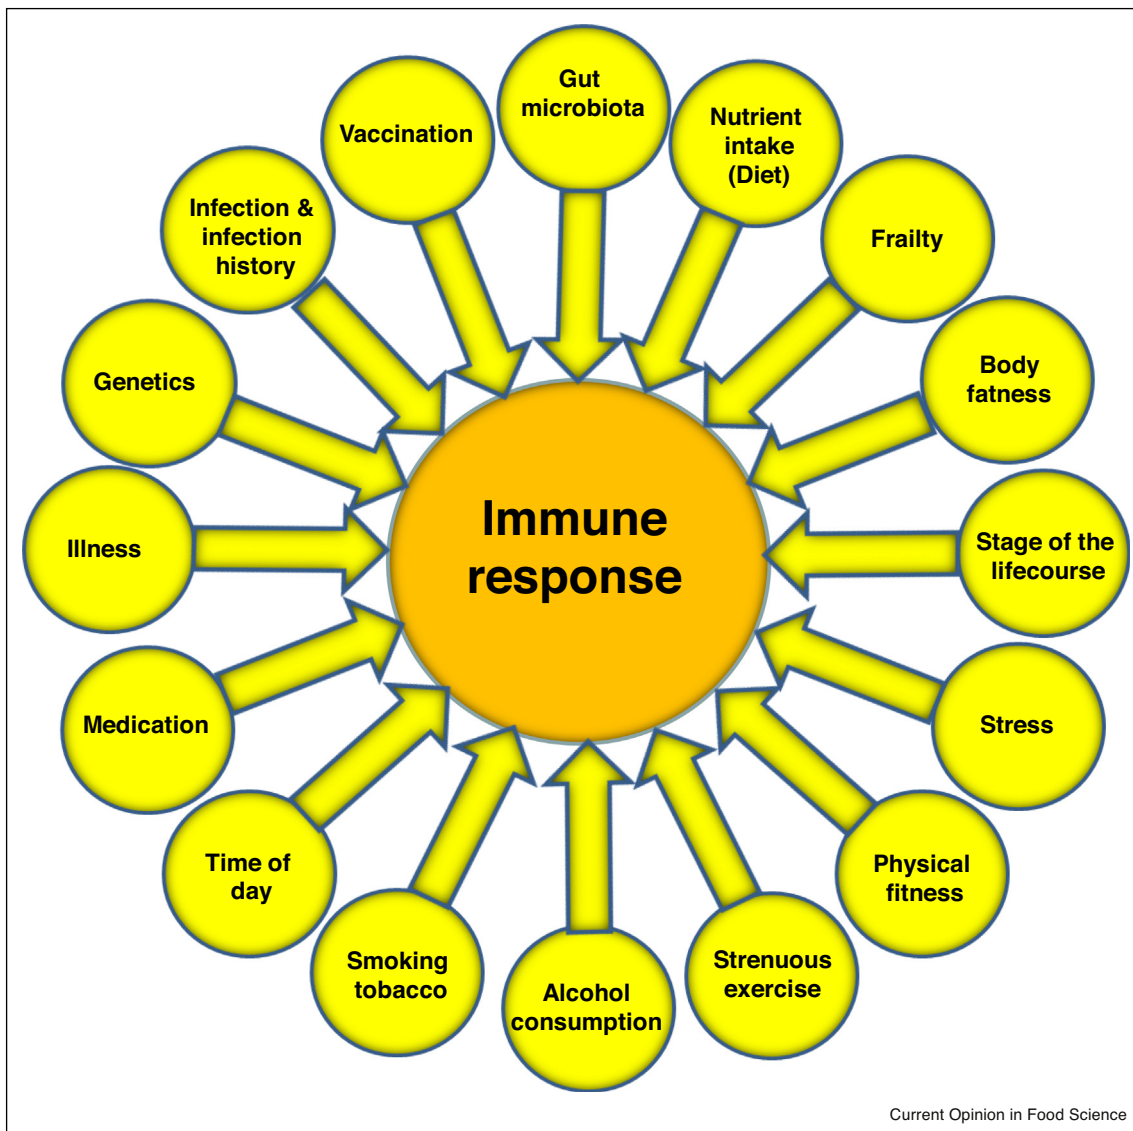 Gut
microbiota
Nutrient
intake
(Diet)
Frailty
Body
fatness
Stage of the
lifecourse
Stress
Physical
fitness
Strenuous
exercise
Alcohol
consumption
Smoking
tobacco
Time of
day
Medication
Illness
Genetics
Infection &
infection
history
Vaccination
Immune
response
Current Opinion in Food Science